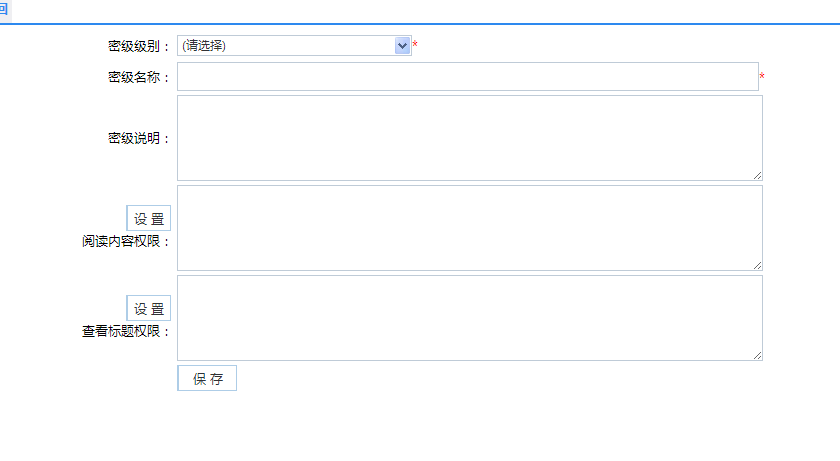 回
密级级别： (请选择) *
密级名称： *
密级说明：
设 置
阅读内容权限：
设 置
查看标题权限：
保 存